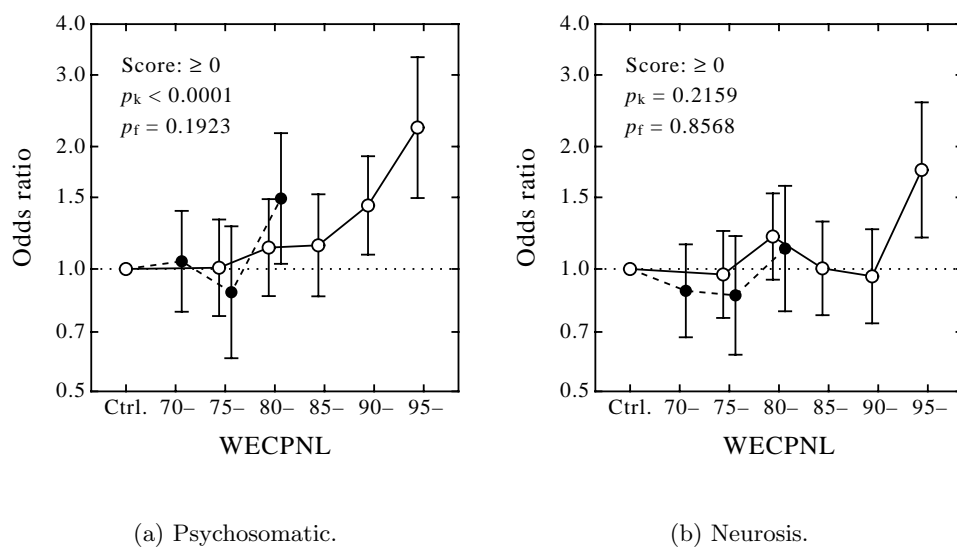 4.0
3.0
2.0
1.5
1.0
0.7
0.5
Odds ratio
Score: ≥ 0
pk < 0.0001
pf = 0.1923
Ctrl. 70– 75– 80– 85– 90– 95–
WECPNL
(a) Psychosomatic.
4.0
3.0
2.0
1.5
1.0
0.7
0.5
Odds ratio
Score: ≥ 0
pk = 0.2159
pf = 0.8568
Ctrl. 70– 75– 80– 85– 90– 95–
WECPNL
(b) Neurosis.